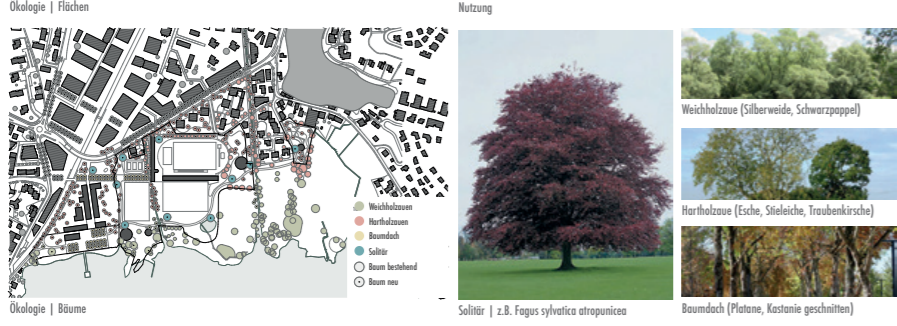 Ökologie | Flächen
Nutzung
Weichholzauen
Hartholzauen
Baumdach
Solitär
Baum bestehend
Baum neu
Ökologie | Bäume
Solitär | z.B. Fagus sylvatica atropunicea
Weichholzaue (Silberweide, Schwarzpappel)
Hartholzaue (Esche, Stieleiche, Traubenkirsche)
Baumdach (Platane, Kastanie geschnitten)